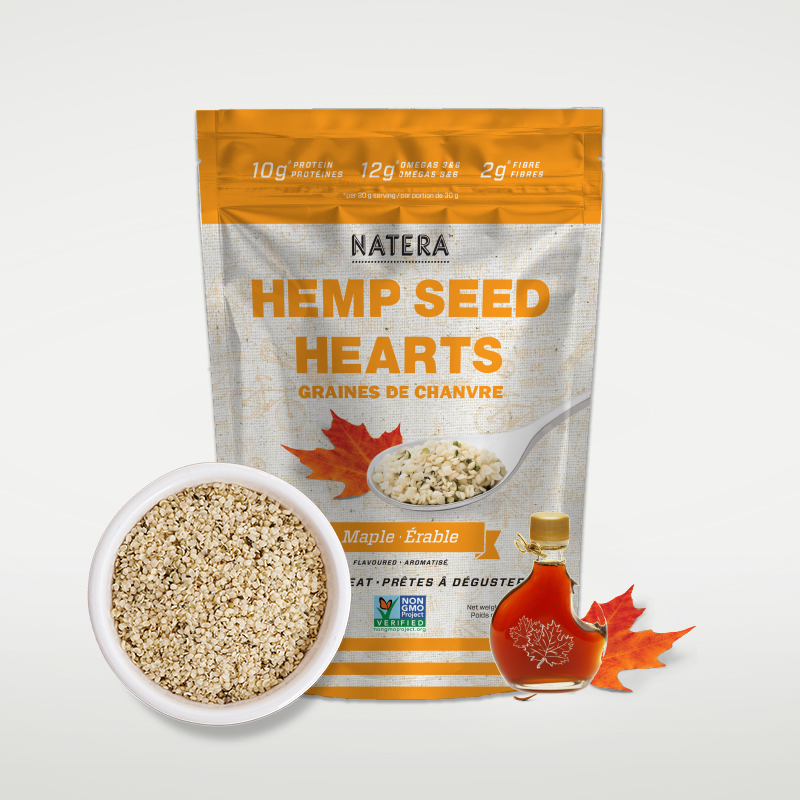 10g* PROTEIN PROTÉINES 12g* OMEGAS 3&6 OMÉGAS 3&6 2g* FIBRE FIBRES
*per 30 g serving / par portion de 30 g
NATERA™
HEMP SEED
HEARTS
GRAINES DE CHANVRE
Maple · Érable
FLAVOURED · AROMATISÉ
EAT · PRÊTES À DÉGUSTER
NON
GMO
Project
VERIFIED
nongmoproject.org
Net
Poids